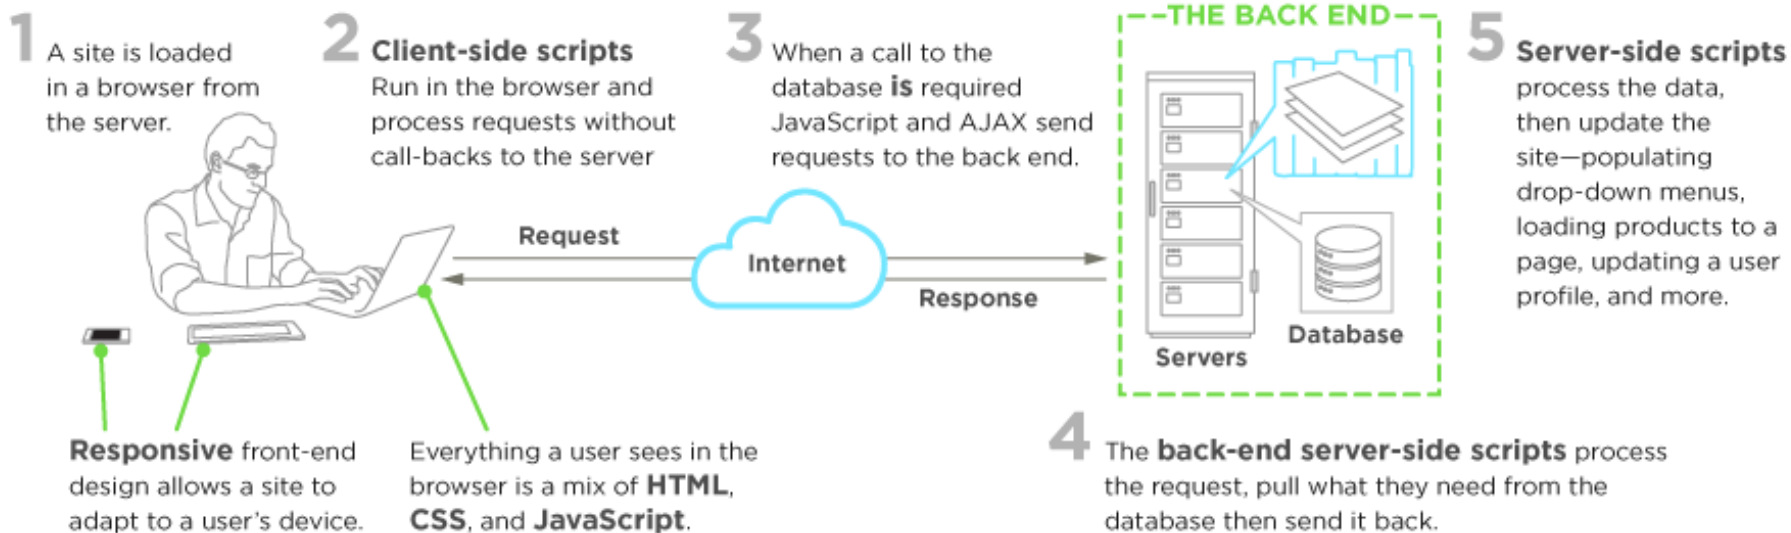 1
A site is loaded
in a browser from
the server.
2
Client-side scripts
Run in the browser and
process requests without
call-backs to the server
3
When a call to the
database is required
JavaScript and AJAX send
requests to the back end.
THE BACK END
5
Server-side scripts
process the data,
then update the
site—populating
drop-down menus,
loading products to a
page, updating a user
profile, and more.
Request
Internet
Response
Servers
Database
Responsive front-end
design allows a site to
adapt to a user's device.
Everything a user sees in the
browser is a mix of HTML,
CSS, and JavaScript.
4
The back-end server-side scripts process
the request, pull what they need from the
database then send it back.